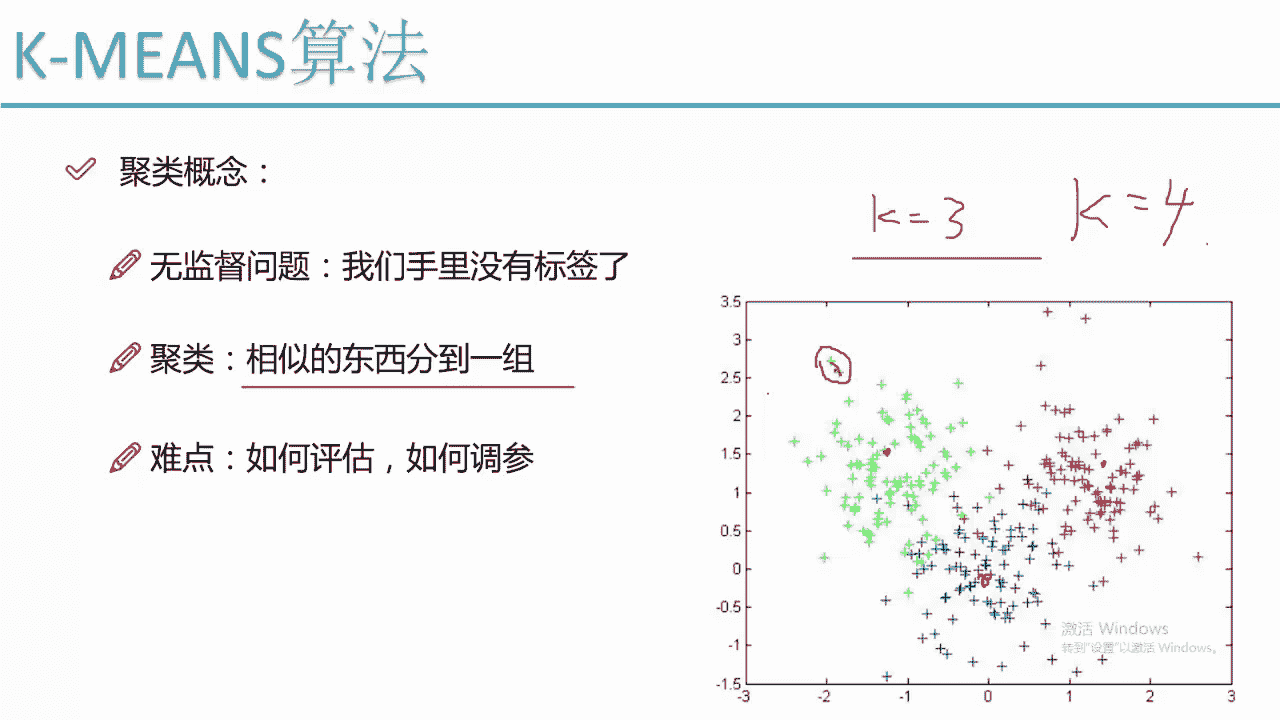 K-MEANS算法
聚类概念：
无监督问题：我们手里没有标签了
聚类：相似的东西分到一组
难点：如何评估，如何调参
K=3
K=4
3.5
3
2.5
2
1.5
1
0.5
0
-0.5
-1
-1.5
-3 -2 -1 0 1 2 3
激活 Windows
转到"设置"以激活 Windows。